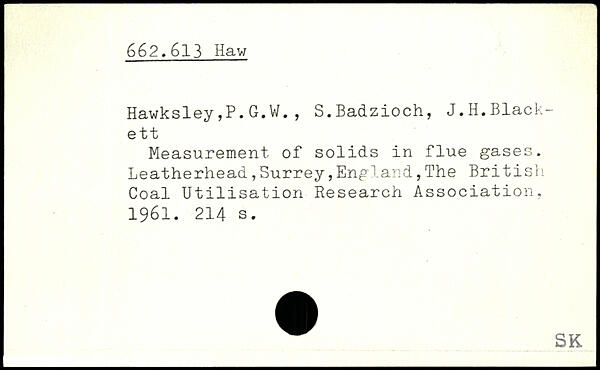 662.613 Haw
Hawksley,P.G.W., S.Badzioch, J.H.Black-
ett
Measurement of solids in flue gases.
Leatherhead,Surrey,England,The British
Coal Utilisation Research Association,
1961. 214 s.
SK